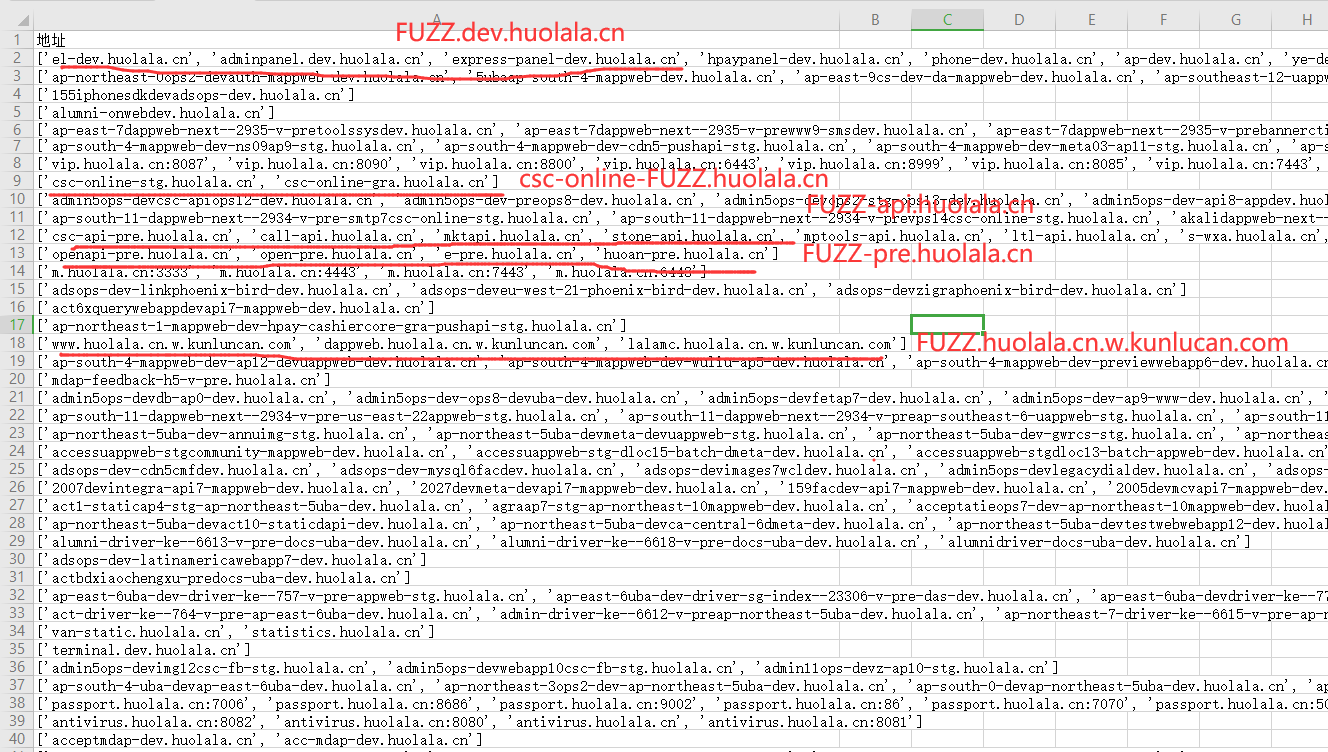 A B C D E F G H
FUZZ.dev.huolala.cn
1 地址
2 ['el-dev.huolala.cn', 'adminpanel.dev.huolala.cn', 'express-panel-dev.huolala.cn', 'hpaypanel-dev.huolala.cn', 'phone-dev.huolala.cn', 'ap-dev.huolala.cn', 'ye-de
3 ['ap-northeast-0ops2-devauth-mappweb-dev.huolala.cn', '5ubaap-south-4-mappweb-dev.huolala.cn', 'ap-east-9cs-dev-da-mappweb-dev.huolala.cn', 'ap-southeast-12-uappw
4 ['155iphonesdkdevadsops-dev.huolala.cn']
5 ['alumni-onwebdev.huolala.cn']
6 ['ap-east-7dappweb-next--2935-v-pretoolssysdev.huolala.cn', 'ap-east-7dappweb-next--2935-v-prewww9-smsdev.huolala.cn', 'ap-east-7dappweb-next--2935-v-prebannercti
7 ['ap-south-4-mappweb-dev-ns09ap9-stg.huolala.cn', 'ap-south-4-mappweb-dev-cdn5-pushapi-stg.huolala.cn', 'ap-south-4-mappweb-dev-meta03-ap11-stg.huolala.cn', 'ap-s
8 ['vip.huolala.cn:8087', 'vip.huolala.cn:8090', 'vip.huolala.cn:8800', 'vip.huolala.cn:6443', 'vip.huolala.cn:8999', 'vip.huolala.cn:8085', 'vip.huolala.cn:7443',
9 ['csc-online-stg.huolala.cn', 'csc-online-gra.huolala.cn'] csc-online-FUZZ.huolala.cn
10 ['admin5ops-devcsc-apiops12-dev.huolala.cn', 'admin5ops-dev-preops8-dev.huolala.cn', 'admin5ops-dev huolala.cn', 'admin5ops-dev-api8-appdev.huol
FUZZ-api.huolala.cn
11 ['ap-south-11-dappweb-next--2934-v-pre-smtp7csc-online-stg.huolala.cn', 'ap-south-11-dappweb-next--2934-v-prevpsl4csc-online-stg.huolala.cn', 'akalidappweb-next--
12 ['csc-api-pre.huolala.cn', 'call-api.huolala.cn', 'mktapi.huolala.cn', 'stone-api.huolala.cn', 'mptools-api.huolala.cn', 'ltl-api.huolala.cn', 's-wxa.huolala.cn',
13 ['openapi-pre.huolala.cn', 'open-pre.huolala.cn', 'e-pre.huolala.cn', 'huoan-pre.huolala.cn'] FUZZ-pre.huolala.cn
14 ['m.huolala.cn:3333', 'm.huolala.cn:4443', 'm.huolala.cn:7443', 'm.huolala.cn:6448']
15 ['adsops-dev-linkphoenix-bird-dev.huolala.cn', 'adsops-deveu-west-21-phoenix-bird-dev.huolala.cn', 'adsops-devzigraphoenix-bird-dev.huolala.cn']
16 ['act6xquerywebappdevapi7-mappweb-dev.huolala.cn']
17 ['ap-northeast-1-mappweb-dev-hpay-cashiercore-gra-pushapi-stg.huolala.cn']
18 ['www.huolala.cn.w.kunluncan.com', 'dappweb.huolala.cn.w.kunluncan.com', 'lalamc.huolala.cn.w.kunluncan.com'] FUZZ.huolala.cn.w.kunlucan.com
19 ['ap-south-4-mappweb-dev-ap12-devuappweb-dev.huolala.cn', 'ap-south-4-mappweb-dev-wuliu-ap5-dev.huolala.cn', 'ap-south-4-mappweb-dev-previewwebapp6-dev.huolala.cn
20 ['mdap-feedback-h5-v-pre.huolala.cn']
21 ['admin5ops-devdb-ap0-dev.huolala.cn', 'admin5ops-dev-ops8-devuba-dev.huolala.cn', 'admin5ops-devfetap7-dev.huolala.cn', 'admin5ops-dev-ap9-www-dev.huolala.cn', '
22 ['ap-south-11-dappweb-next--2934-v-pre-us-east-22appweb-stg.huolala.cn', 'ap-south-11-dappweb-next--2934-v-preap-southeast-6-uappweb-stg.huolala.cn', 'ap-south-11
23 ['ap-northeast-5uba-dev-annuimg-stg.huolala.cn', 'ap-northeast-5uba-devmeta-devuappweb-stg.huolala.cn', 'ap-northeast-5uba-dev-gwrcs-stg.huolala.cn', 'ap-northeas
24 ['accessuappweb-stgcommunity-mappweb-dev.huolala.cn', 'accessuappweb-stg-dloc15-batch-dmeta-dev.huolala.cn', 'accessuappweb-stgdloc13-batch-appweb-dev.huolala.cn'
25 ['adsops-dev-cdn5cmfdev.huolala.cn', 'adsops-dev-mysql6facdev.huolala.cn', 'adsops-devimages7wcldev.huolala.cn', 'admin5ops-devlegacydialdev.huolala.cn', 'adsops-
26 ['2007devintegra-api7-mappweb-dev.huolala.cn', '2027devmeta-devapi7-mappweb-dev.huolala.cn', '159facdev-api7-mappweb-dev.huolala.cn', '2005devmcvapi7-mappweb-dev.
27 ['act1-staticap4-stg-ap-northeast-5uba-dev.huolala.cn', 'agraap7-stg-ap-northeast-10mappweb-dev.huolala.cn', 'acceptatieops7-dev-ap-northeast-10mappweb-dev.huolal
28 ['ap-northeast-5uba-devact10-staticdapi-dev.huolala.cn', 'ap-northeast-5uba-devca-central-6dmeta-dev.huolala.cn', 'ap-northeast-5uba-devtestwebwebapp12-dev.huolal
29 ['alumni-driver-ke--6613-v-pre-docs-uba-dev.huolala.cn', 'alumni-driver-ke--6618-v-pre-docs-uba-dev.huolala.cn', 'alumnidriver-docs-uba-dev.huolala.cn']
30 ['adsops-dev-latinamericawebapp7-dev.huolala.cn']
31 ['actbdxiaochengxu-predocs-uba-dev.huolala.cn']
32 ['ap-east-6uba-dev-driver-ke--757-v-pre-appweb-stg.huolala.cn', 'ap-east-6uba-dev-driver-sg-index--23306-v-pre-das-dev.huolala.cn', 'ap-east-6uba-devdriver-ke--77
33 ['act-driver-ke--764-v-pre-ap-east-6uba-dev.huolala.cn', 'admin-driver-ke--6612-v-preap-northeast-5uba-dev.huolala.cn', 'ap-northeast-7-driver-ke--6615-v-pre-ap-n
34 ['van-static.huolala.cn', 'statistics.huolala.cn']
35 ['terminal.dev.huolala.cn']
36 ['admin5ops-devimg12csc-fb-stg.huolala.cn', 'admin5ops-devwebapp10csc-fb-stg.huolala.cn', 'admin11ops-devz-ap10-stg.huolala.cn']
37 ['ap-south-4-uba-devap-east-6uba-dev.huolala.cn', 'ap-northeast-3ops2-dev-ap-northeast-5uba-dev.huolala.cn', 'ap-south-0-devap-northeast-5uba-dev.huolala.cn', 'ap
38 ['passport.huolala.cn:7006', 'passport.huolala.cn:8686', 'passport.huolala.cn:9002', 'passport.huolala.cn:86', 'passport.huolala.cn:7070', 'passport.huolala.cn:50
39 ['antivirus.huolala.cn:8082', 'antivirus.huolala.cn:8080', 'antivirus.huolala.cn', 'antivirus.huolala.cn:8081']
40 ['acceptmdap-dev.huolala.cn', 'acc-mdap-dev.huolala.cn']